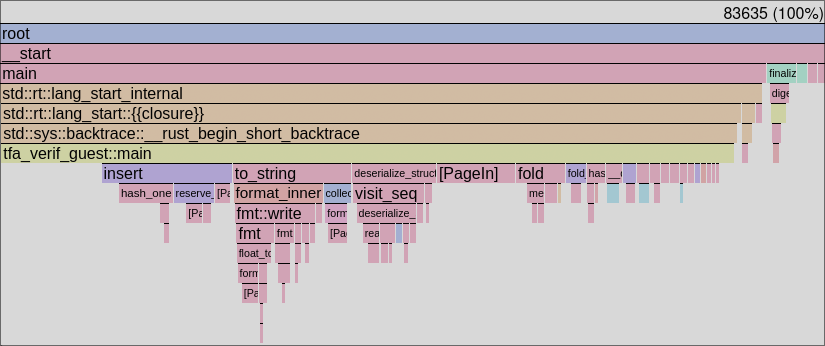 83635 (100%)
root
__start
main finaliz
std::rt::lang_start_internal dige
std::rt::lang_start::{{closure}}
std::sys::backtrace::__rust_begin_short_backtrace
tfa_verif_guest::main
insert to_string deserialize_struct [PageIn] fold fold has __c
hash_one reserve_ [Pa format_inner collec visit_seq me
[Pa fmt::write form deserialize_
fmt fmt [Pa rea
float_to
form
[Pa